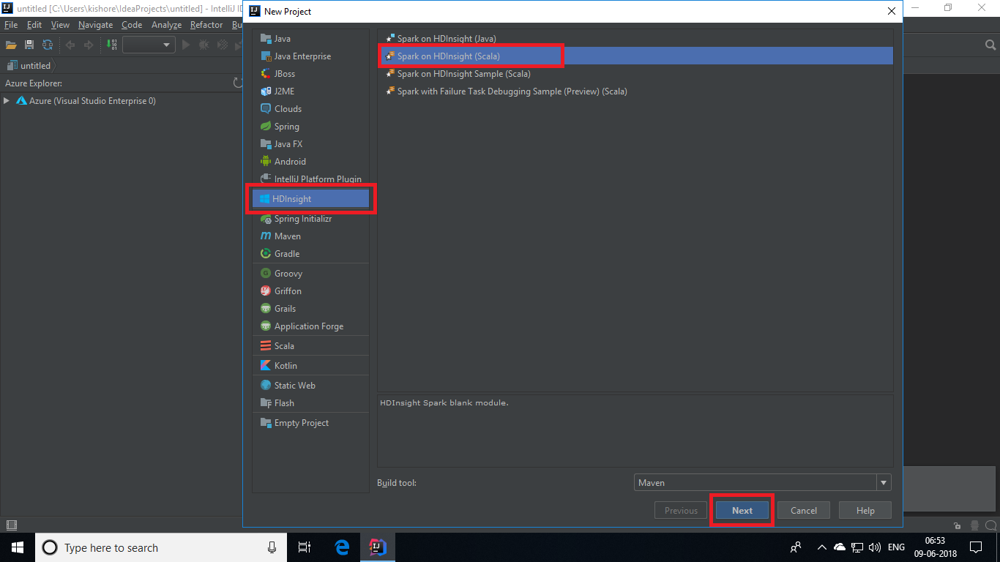 untitled [C:\Users\kishore\IdeaProjects\untitled] - IntelliJ
File Edit View Navigate Code Analyze Refactor
untitled
Azure Explorer:
Azure (Visual Studio Enterprise 0)
New Project
Java
Java Enterprise
JBoss
J2ME
Clouds
Spring
Java FX
Android
IntelliJ Platform Plugin
HDInsight
Spring Initializr
Maven
Gradle
Groovy
Griffon
Grails
Application Forge
Scala
Kotlin
Static Web
Flash
Empty Project
Spark on HDInsight (Java)
Spark on HDInsight (Scala)
Spark on HDInsight Sample (Scala)
Spark with Failure Task Debugging Sample (Preview) (Scala)
HDInsight Spark blank module.
Build tool: Maven
Previous Next Cancel Help
Type here to search
ENG
06:53
09-06-2018